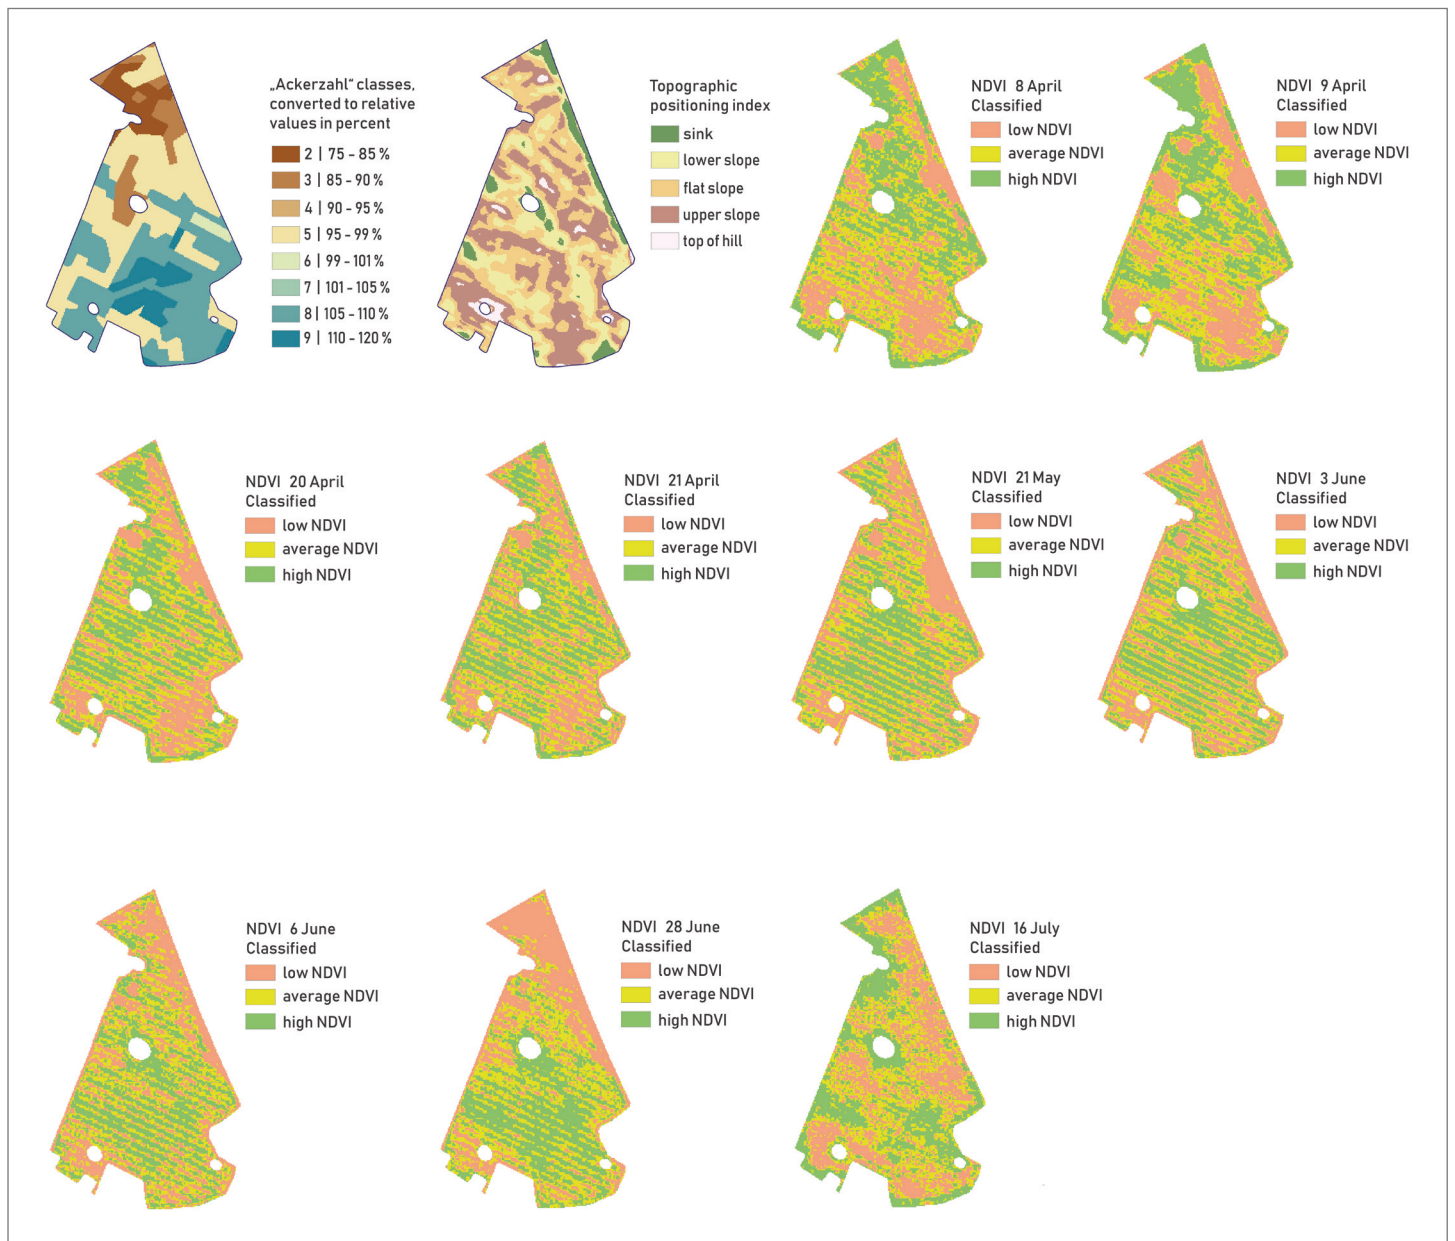 „Ackerzahl“ classes,
converted to relative
values in percent
2 | 75 - 85 %
3 | 85 - 90 %
4 | 90 - 95 %
5 | 95 - 99 %
6 | 99 - 101 %
7 | 101 - 105 %
8 | 105 - 110 %
9 | 110 - 120 %
Topographic
positioning index
sink
lower slope
flat slope
upper slope
top of hill
NDVI 8 April
Classified
low NDVI
average NDVI
high NDVI
NDVI 9 April
Classified
low NDVI
average NDVI
high NDVI
NDVI 20 April
Classified
low NDVI
average NDVI
high NDVI
NDVI 21 April
Classified
low NDVI
average NDVI
high NDVI
NDVI 21 May
Classified
low NDVI
average NDVI
high NDVI
NDVI 3 June
Classified
low NDVI
average NDVI
high NDVI
NDVI 6 June
Classified
low NDVI
average NDVI
high NDVI
NDVI 28 June
Classified
low NDVI
average NDVI
high NDVI
NDVI 16 July
Classified
low NDVI
average NDVI
high NDVI